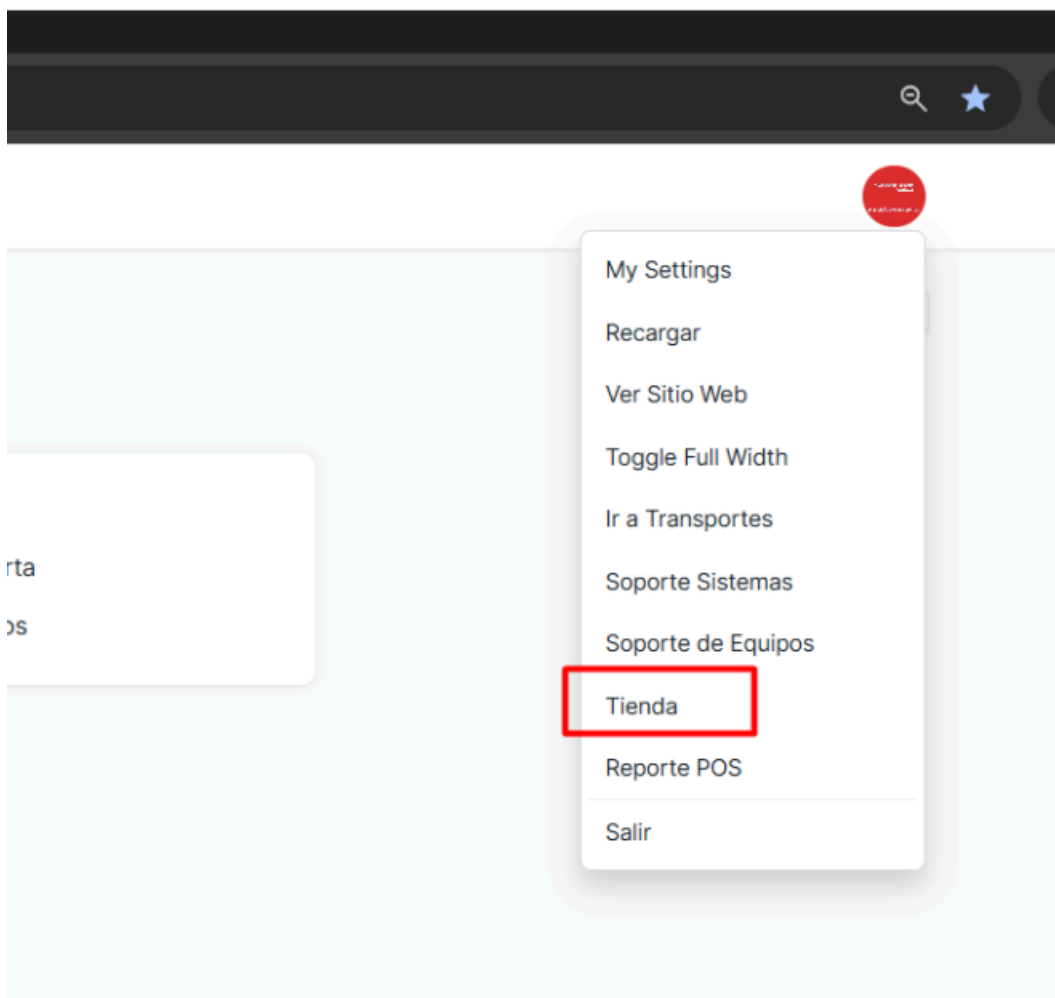 My Settings
Recargar
Ver Sitio Web
Toggle Full Width
Ir a Transportes
rta
Soporte Sistemas
os
Soporte de Equipos
Tienda
Reporte POS
Salir